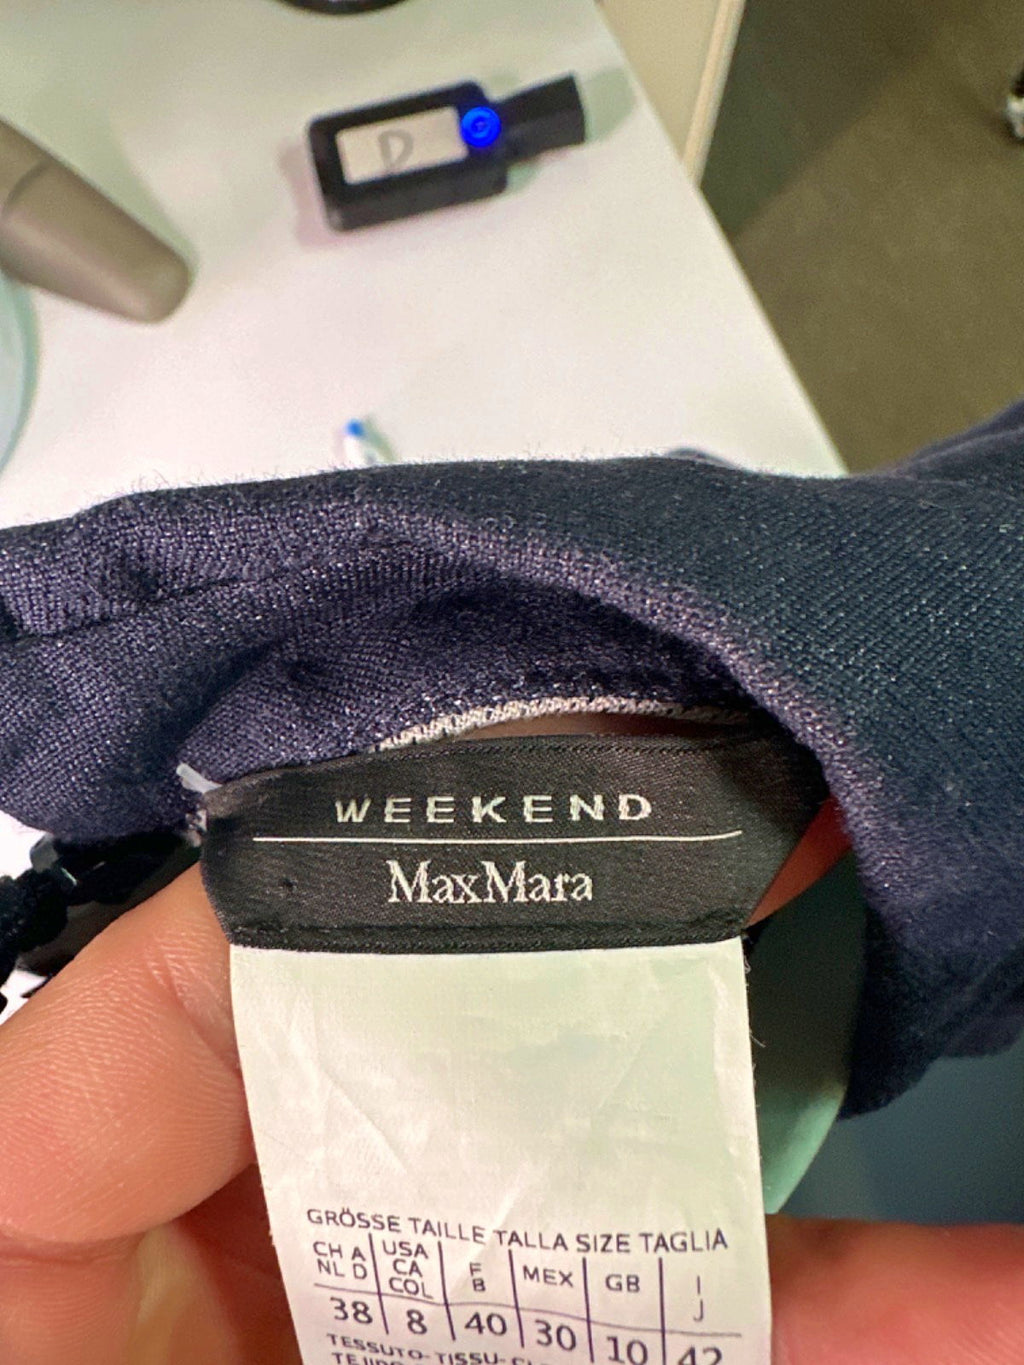 D
WEEKEND
MaxMara
GRÖSSE TAILLE TALLA SIZE TAGLIA
CH A NL D | USA CA COL | F B | MEX | GB | I J
38 | 8 | 40 | 30 | 10 | 42
TESSUTO-TISSU-